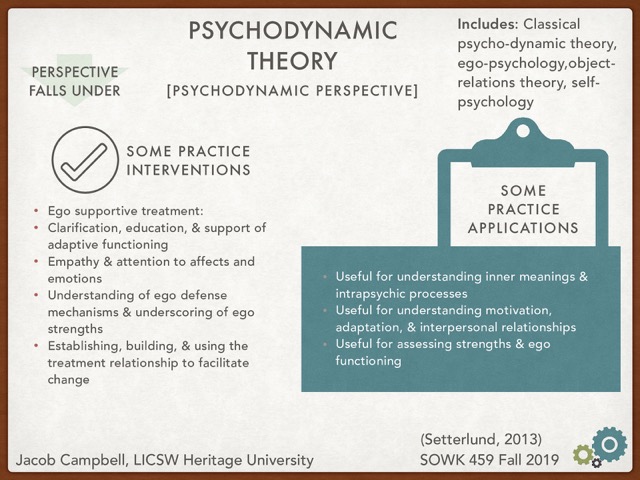 PSYCHODYNAMIC
THEORY
[PSYCHODYNAMIC PERSPECTIVE]
PERSPECTIVE
FALLS UNDER
Includes: Classical
psycho-dynamic theory,
ego-psychology,object-
relations theory, self-
psychology
SOME PRACTICE
INTERVENTIONS
• Ego supportive treatment:
• Clarification, education, & support of
adaptive functioning
• Empathy & attention to affects and
emotions
• Understanding of ego defense
mechanisms & underscoring of ego
strengths
• Establishing, building, & using the
treatment relationship to facilitate
change
SOME
PRACTICE
APPLICATIONS
• Useful for understanding inner meanings &
intrapsychic processes
• Useful for understanding motivation,
adaptation, & interpersonal relationships
• Useful for assessing strengths & ego
functioning
(Setterlund, 2013)
Jacob Campbell, LICSW Heritage University
SOWK 459 Fall 2019